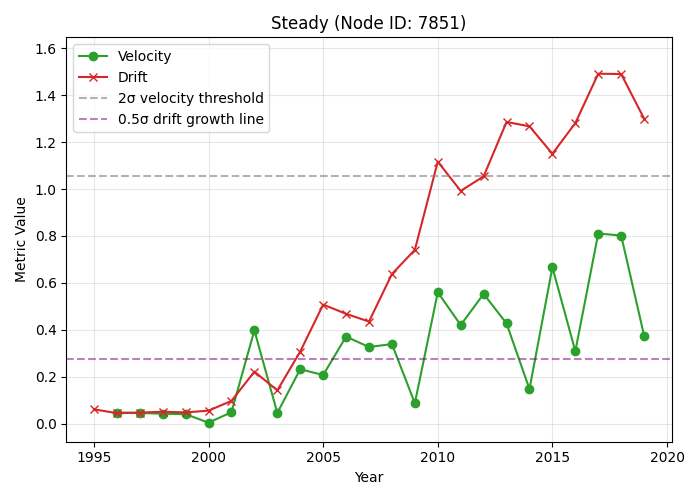 Steady (Node ID: 7851)
Velocity
Drift
2σ velocity threshold
0.5σ drift growth line
Metric Value
1.6
1.4
1.2
1.0
0.8
0.6
0.4
0.2
0.0
1995 2000 2005 2010 2015 2020
Year